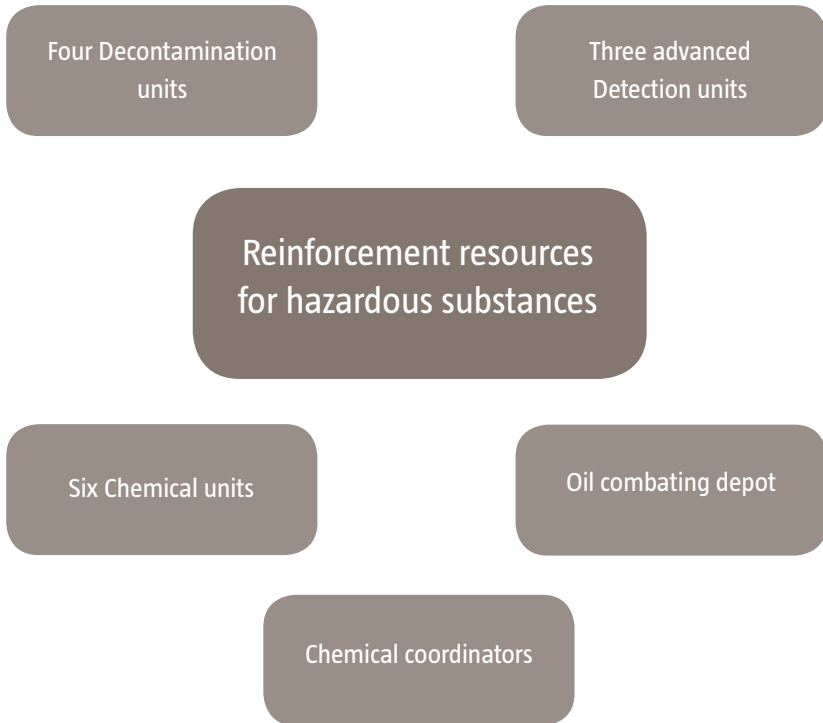 Four Decontamination
units
Three advanced
Detection units
Reinforcement resources
for hazardous substances
Six Chemical units
Oil combating depot
Chemical coordinators